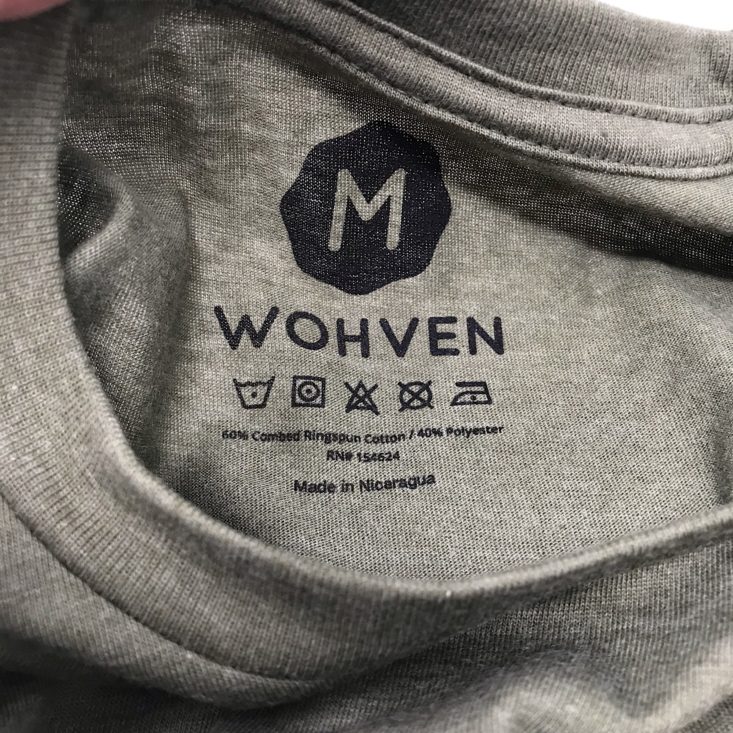 M
WOHVEN
60% Combed Ringspun Cotton / 40% Polyester
RN# 154624
Made in Nicaragua